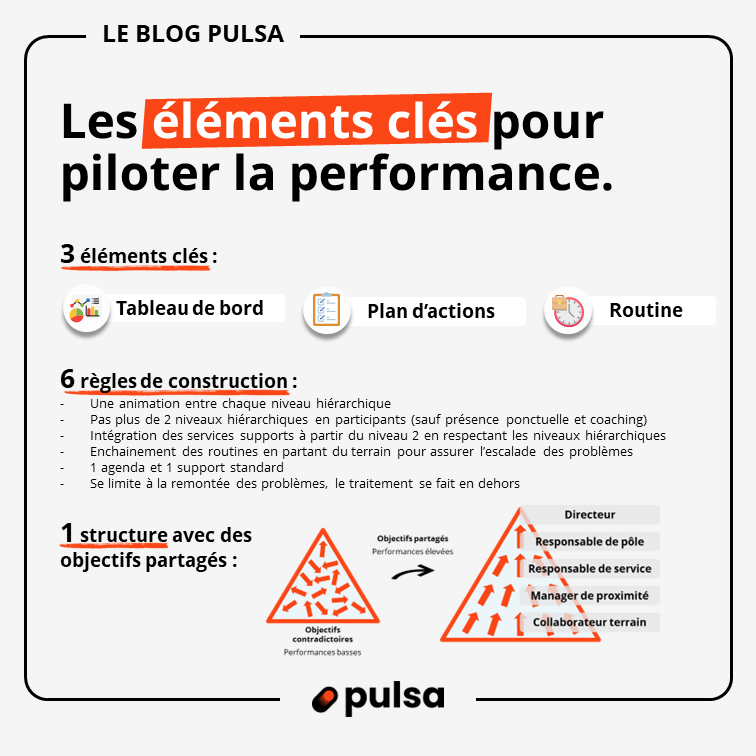 LE BLOG PULSA
Les éléments clés pour
piloter la performance.
3 éléments clés :
Tableau de bord
Plan d’actions
Routine
6 règles de construction :
- Une animation entre chaque niveau hiérarchique
- Pas plus de 2 niveaux hiérarchiques en participants (sauf présence ponctuelle et coaching)
- Intégration des services supports à partir du niveau 2 en respectant les niveaux hiérarchiques
- Enchainement des routines en partant du terrain pour assurer l’escalade des problèmes
- 1 agenda et 1 support standard
- Se limite à la remontée des problèmes, le traitement se fait en dehors
1 structure avec des
objectifs partagés :
Objectifs
contradictoires
Performances basses
Objectifs partagés
Performances élevées
Directeur
Responsable de pôle
Responsable de service
Manager de proximité
Collaborateur terrain
pulsa